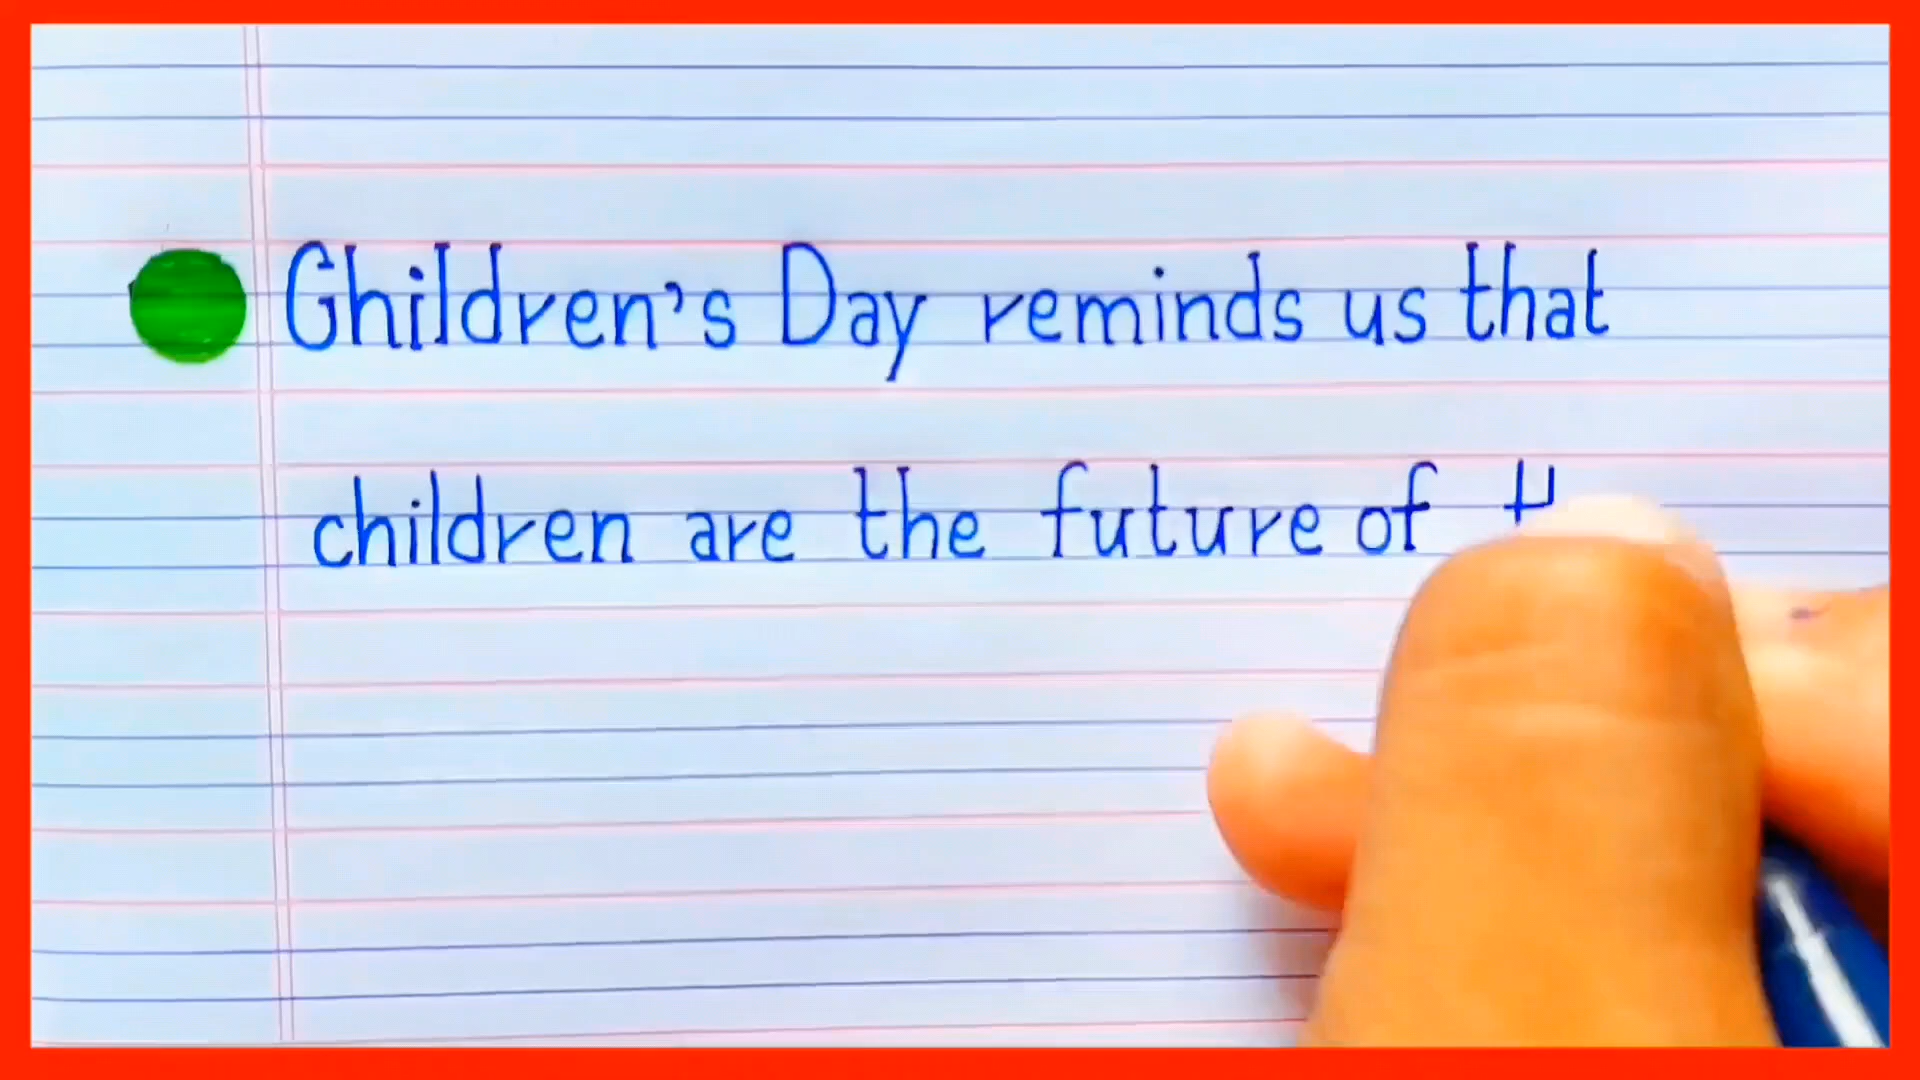 Children's Day reminds us that
children are the future of